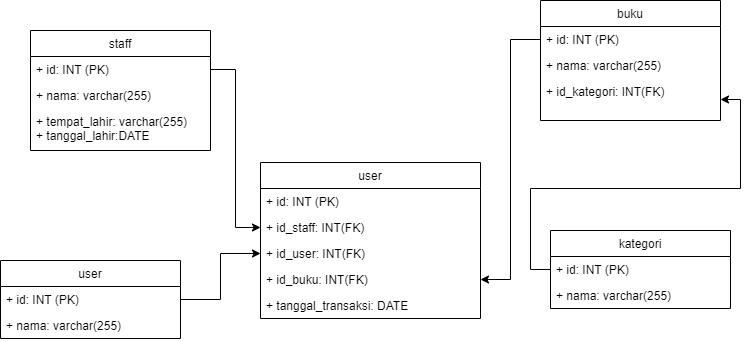 staff
+ id: INT (PK)
+ nama: varchar(255)
+ tempat_lahir: varchar(255)
+ tanggal_lahir:DATE
buku
+ id: INT (PK)
+ nama: varchar(255)
+ id_kategori: INT(FK)
user
+ id: INT (PK)
+ id_staff: INT(FK)
+ id_user: INT(FK)
+ id_buku: INT(FK)
+ tanggal_transaksi: DATE
user
+ id: INT (PK)
+ nama: varchar(255)
kategori
+ id: INT (PK)
+ nama: varchar(255)